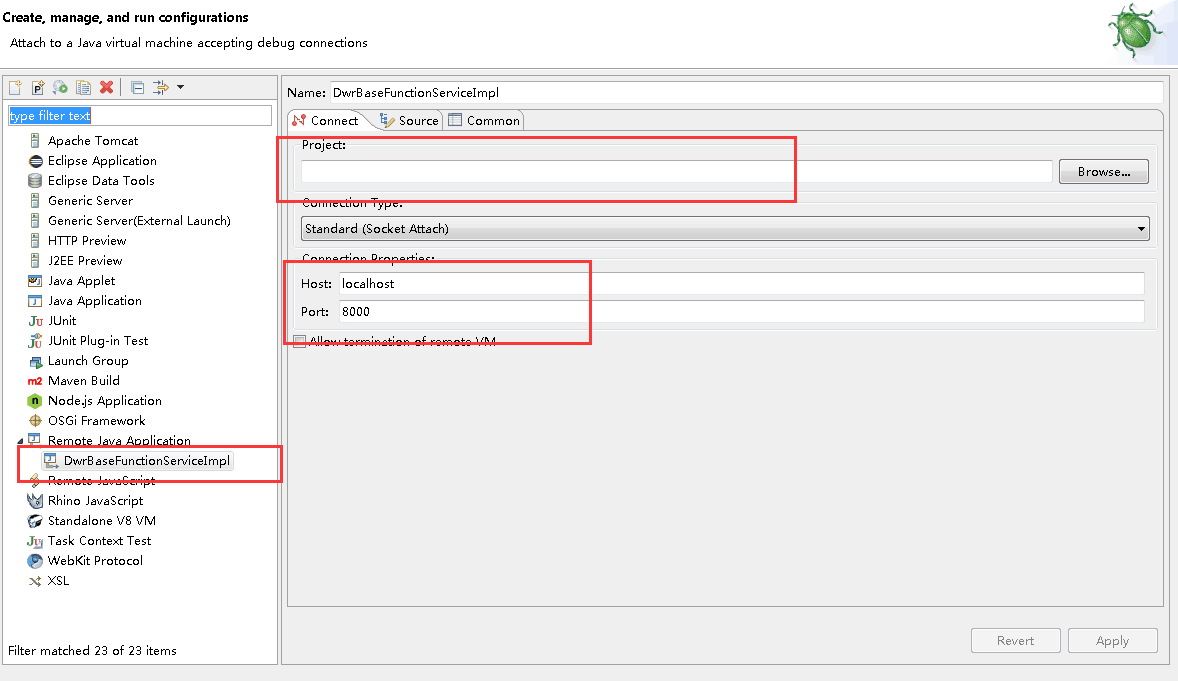 Create, manage, and run configurations
Attach to a Java virtual machine accepting debug connections
type filter text
Apache Tomcat
Eclipse Application
Eclipse Data Tools
Generic Server
Generic Server(External Launch)
HTTP Preview
J2EE Preview
Java Applet
Java Application
JUnit
JUnit Plug-in Test
Launch Group
Maven Build
Node.js Application
OSGi Framework
Remote Java Application
DwrBaseFunctionServiceImpl
Remote JavaScript
Rhino JavaScript
Standalone V8 VM
Task Context Test
WebKit Protocol
XSL
Filter matched 23 of 23 items
Name: DwrBaseFunctionServiceImpl
Connect Source Common
Project:
Browse...
Connection Type:
Standard (Socket Attach)
Connection Properties:
Host: localhost
Port: 8000
Allow termination of remote VM
Revert Apply